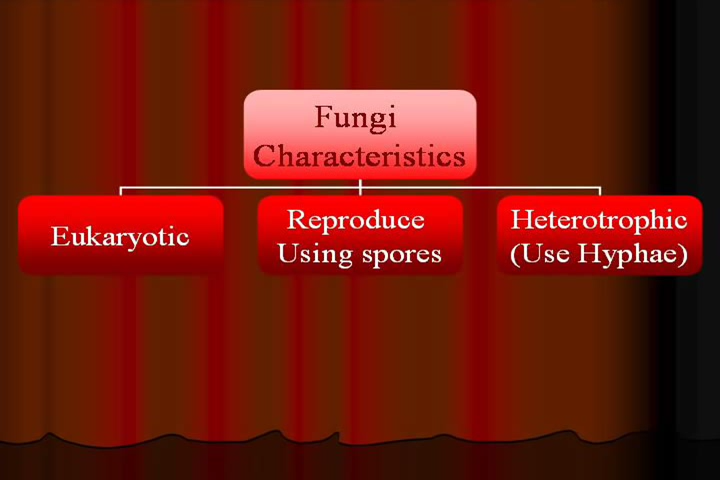 Fungi
Characteristics
Eukaryotic
Reproduce
Using spores
Heterotrophic
(Use Hyphae)